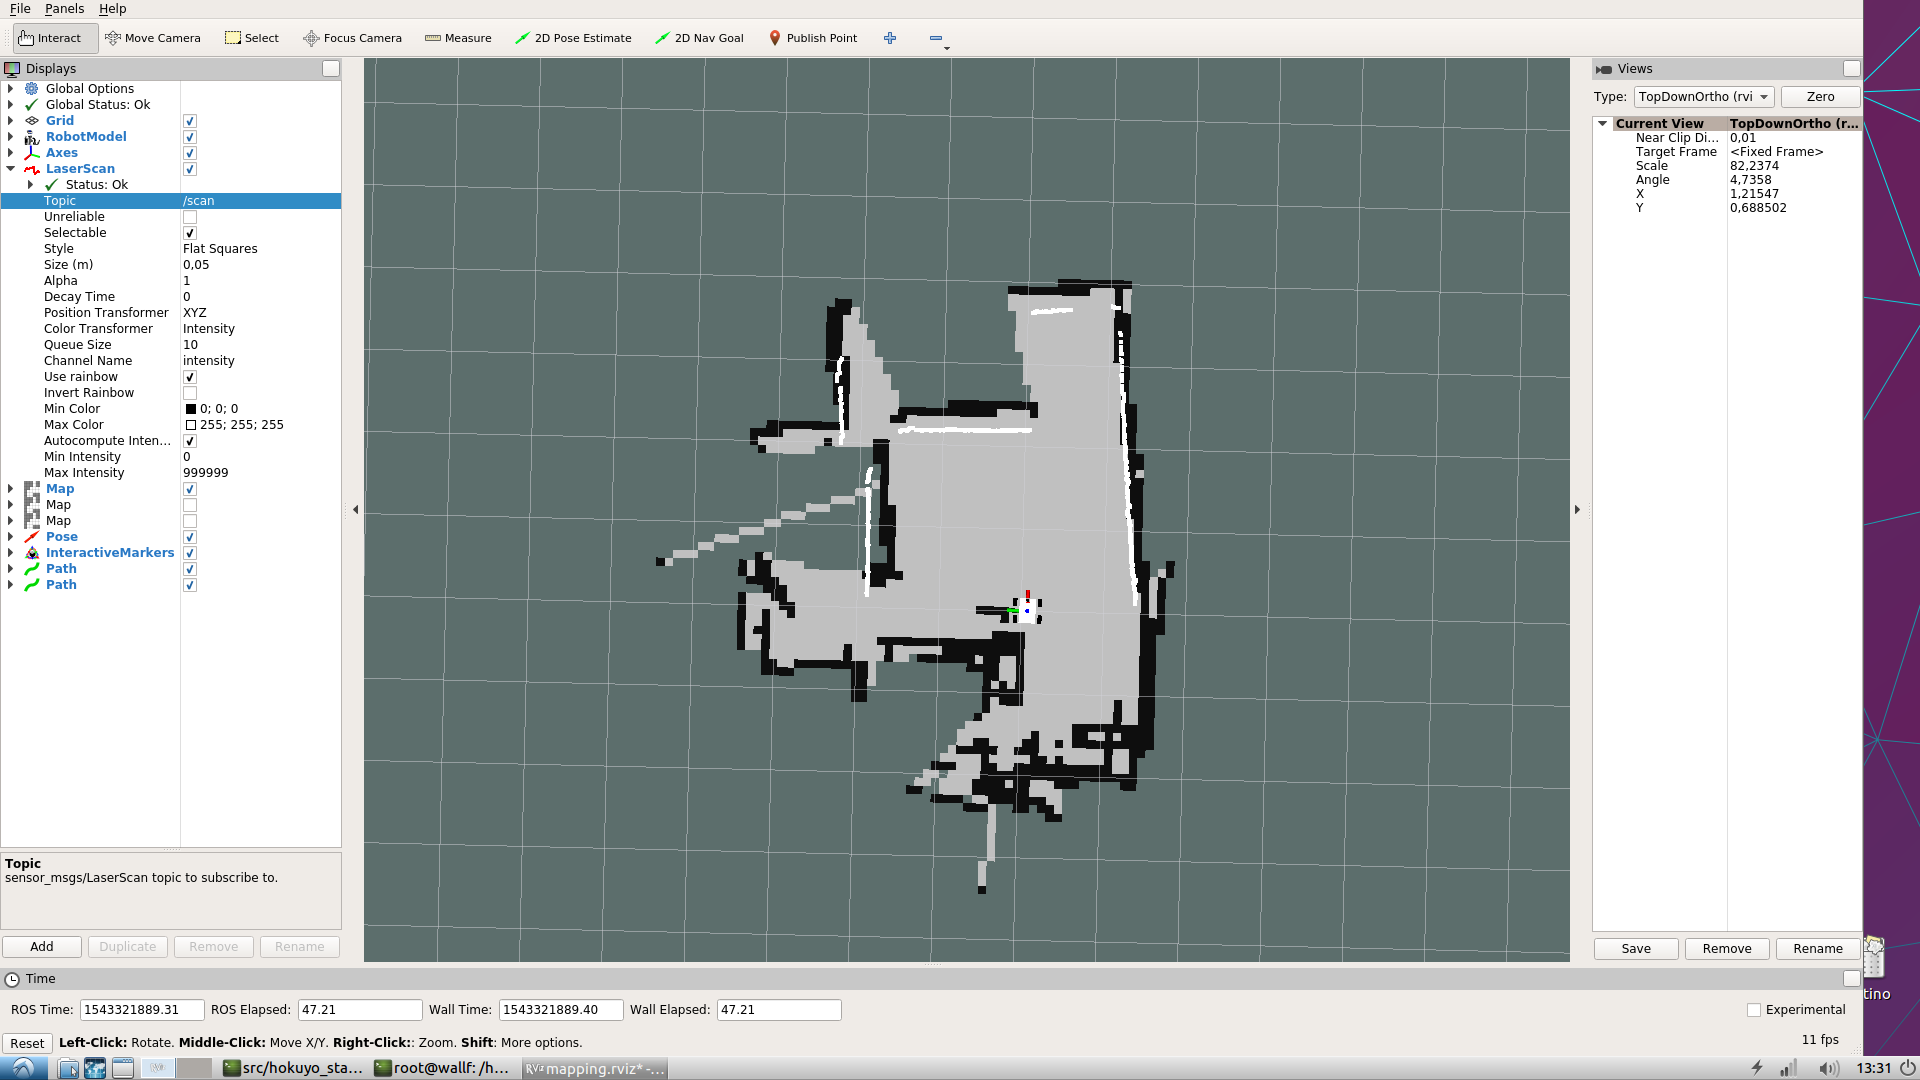 File Panels Help
Interact Move Camera Select Focus Camera Measure 2D Pose Estimate 2D Nav Goal Publish Point
Displays
Global Options
Global Status: Ok
Grid
RobotModel
Axes
LaserScan
Status: Ok
Topic /scan
Unreliable
Selectable
Style Flat Squares
Size (m) 0,05
Alpha 1
Decay Time 0
Position Transformer XYZ
Color Transformer Intensity
Queue Size 10
Channel Name intensity
Use rainbow
Invert Rainbow
Min Color 0; 0; 0
Max Color 255; 255; 255
Autocompute Inten...
Min Intensity 0
Max Intensity 999999
Map
Map
Map
Pose
InteractiveMarkers
Path
Path
Topic
sensor_msgs/LaserScan topic to subscribe to.
Add Duplicate Remove Rename
Views
Type: TopDownOrtho (rvi Zero
Current View TopDownOrtho (r...
Near Clip Di... 0,01
Target Frame <Fixed Frame>
Scale 82,2374
Angle 4,7358
X 1,21547
Y 0,688502
Save Remove Rename
tino
Time
ROS Time: 1543321889.31 ROS Elapsed: 47.21 Wall Time: 1543321889.40 Wall Elapsed: 47.21 Experimental
Reset Left-Click: Rotate. Middle-Click: Move X/Y. Right-Click:: Zoom. Shift: More options. 11 fps
src/hokuyo_sta... root@wallf: /h... RViz mapping.rviz* -... 13:31